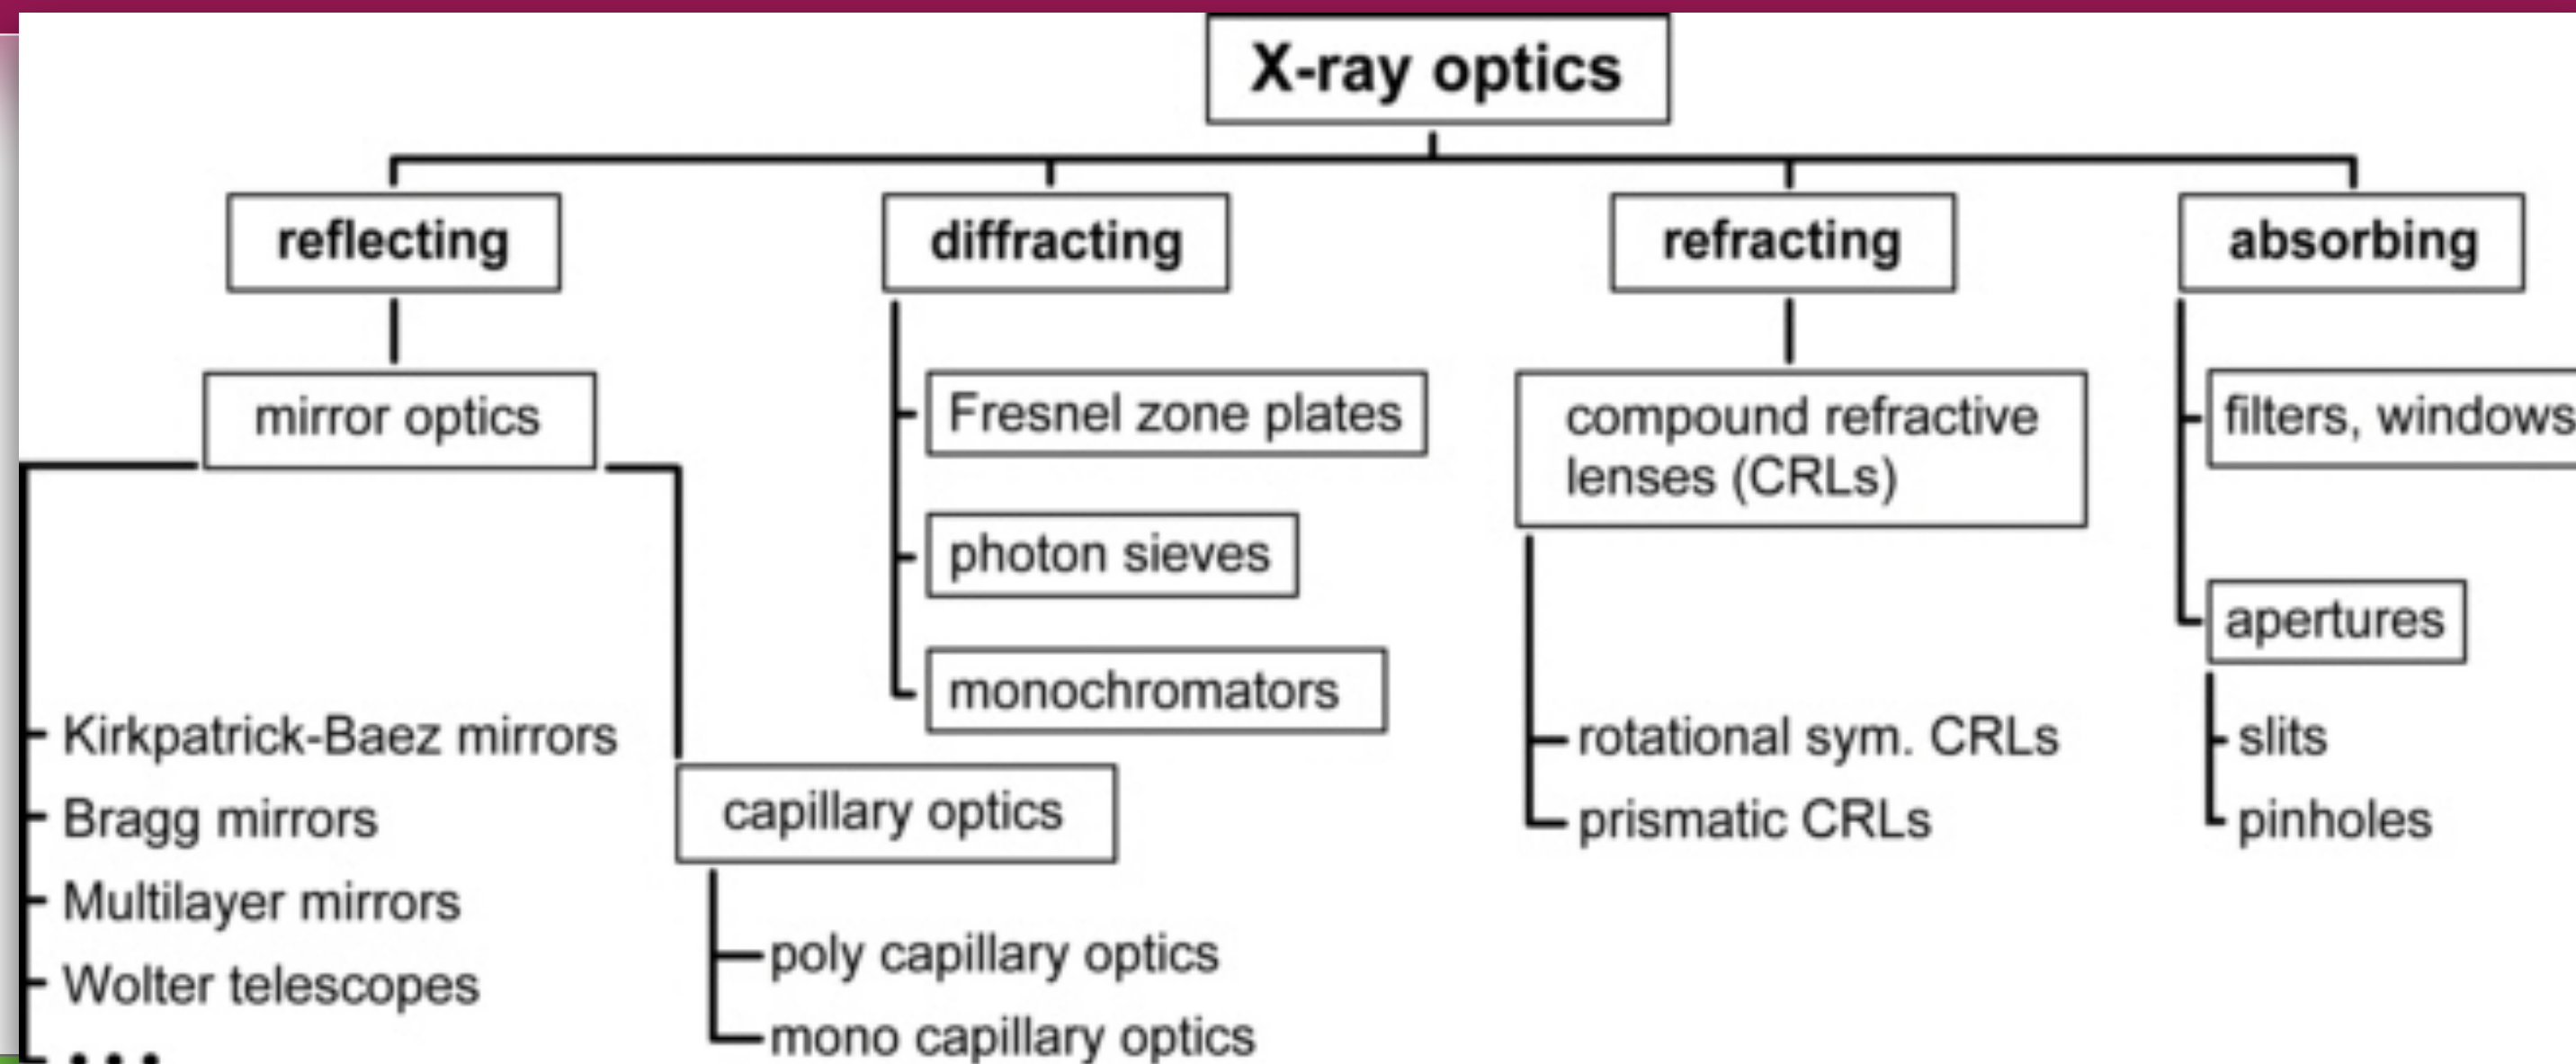 X-ray optics
reflecting
diffracting
refracting
absorbing
mirror optics
Fresnel zone plates
compound refractive
lenses (CRLs)
filters, windows
photon sieves
apertures
monochromators
Kirkpatrick-Baez mirrors
rotational sym. CRLs
slits
Bragg mirrors
capillary optics
prismatic CRLs
pinholes
Multilayer mirrors
poly capillary optics
Wolter telescopes
mono capillary optics
...